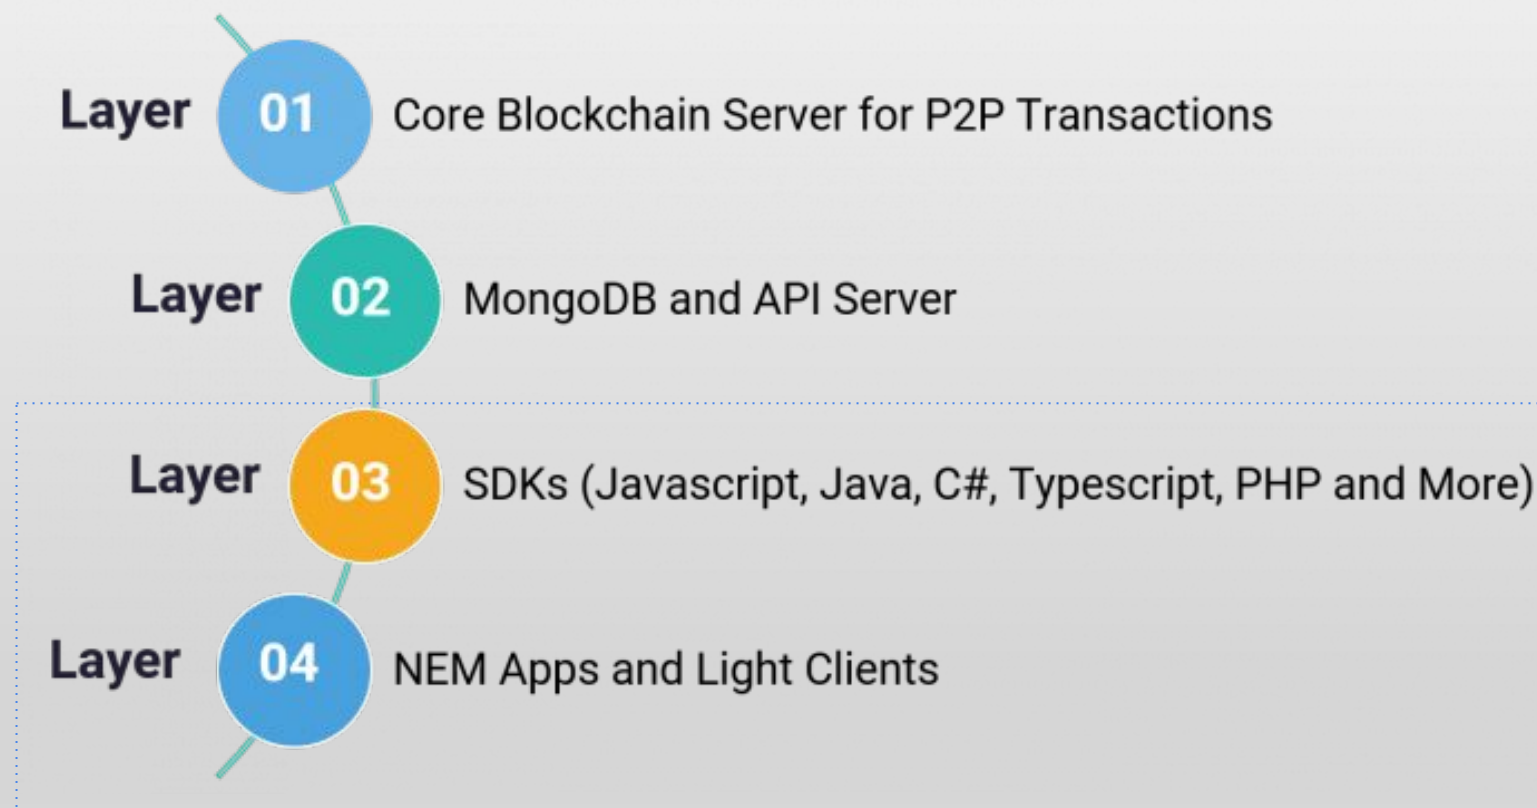 Layer 01 Core Blockchain Server for P2P Transactions
Layer 02 MongoDB and API Server
Layer 03 SDKs (Javascript, Java, C#, Typescript, PHP and More)
Layer 04 NEM Apps and Light Clients